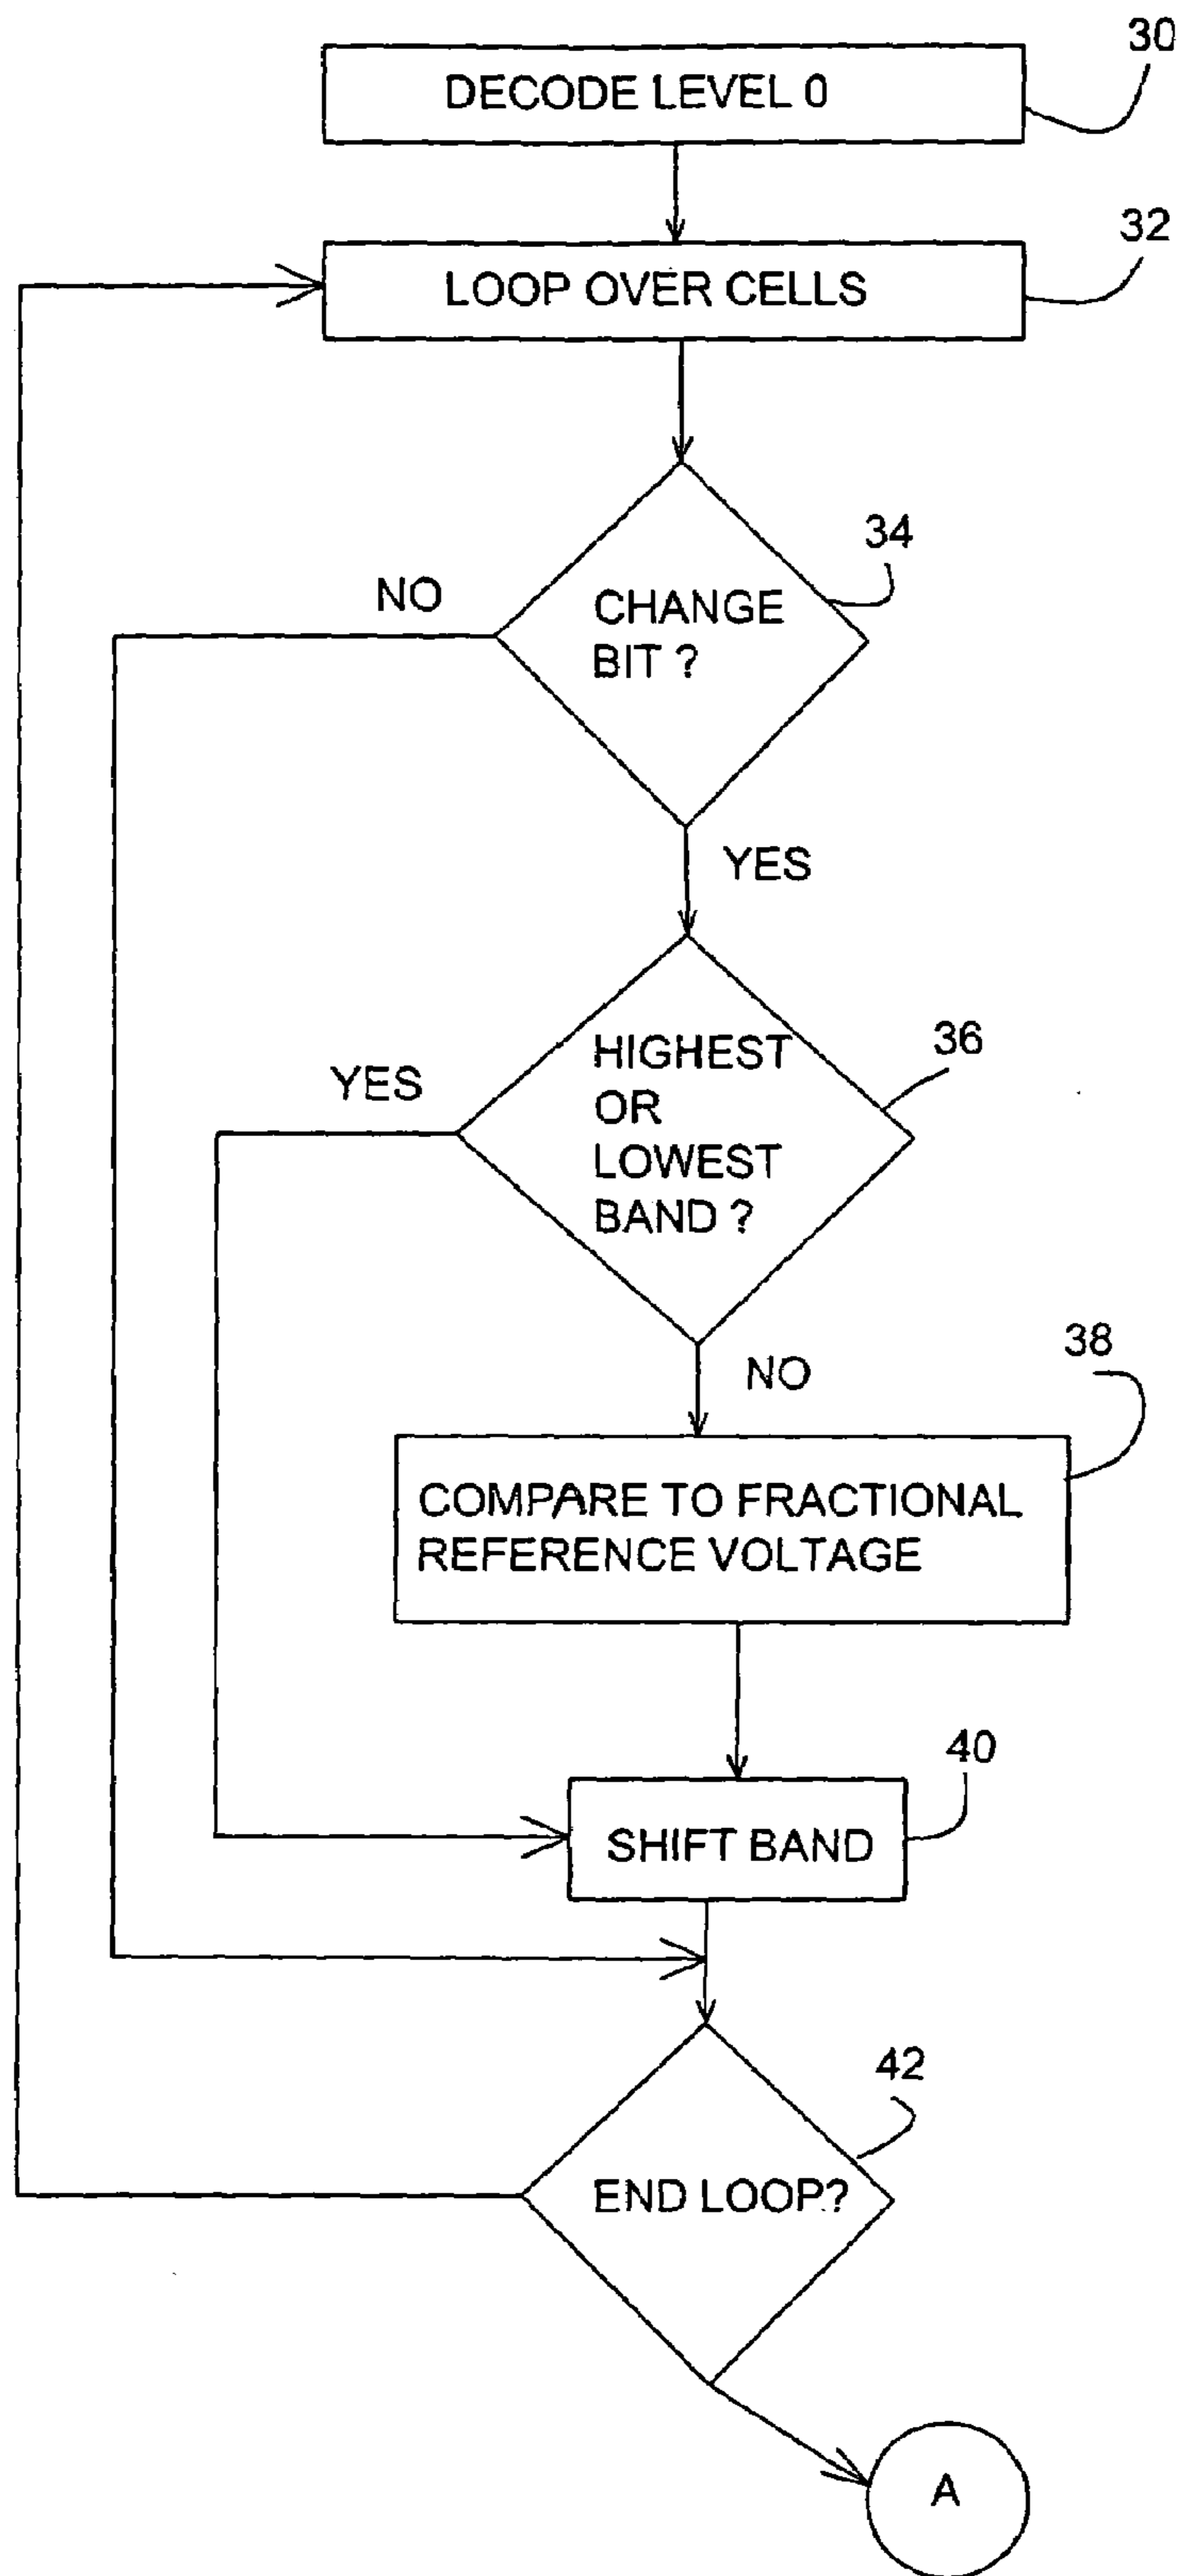 30
DECODE LEVEL 0
32
LOOP OVER CELLS
34
NO
CHANGE
BIT ?
YES
36
HIGHEST
YES
OR
LOWEST
BAND ?
38
NO
COMPARE TO FRACTIONAL
REFERENCE VOLTAGE
40
SHIFT BAND
42
END LOOP?
A